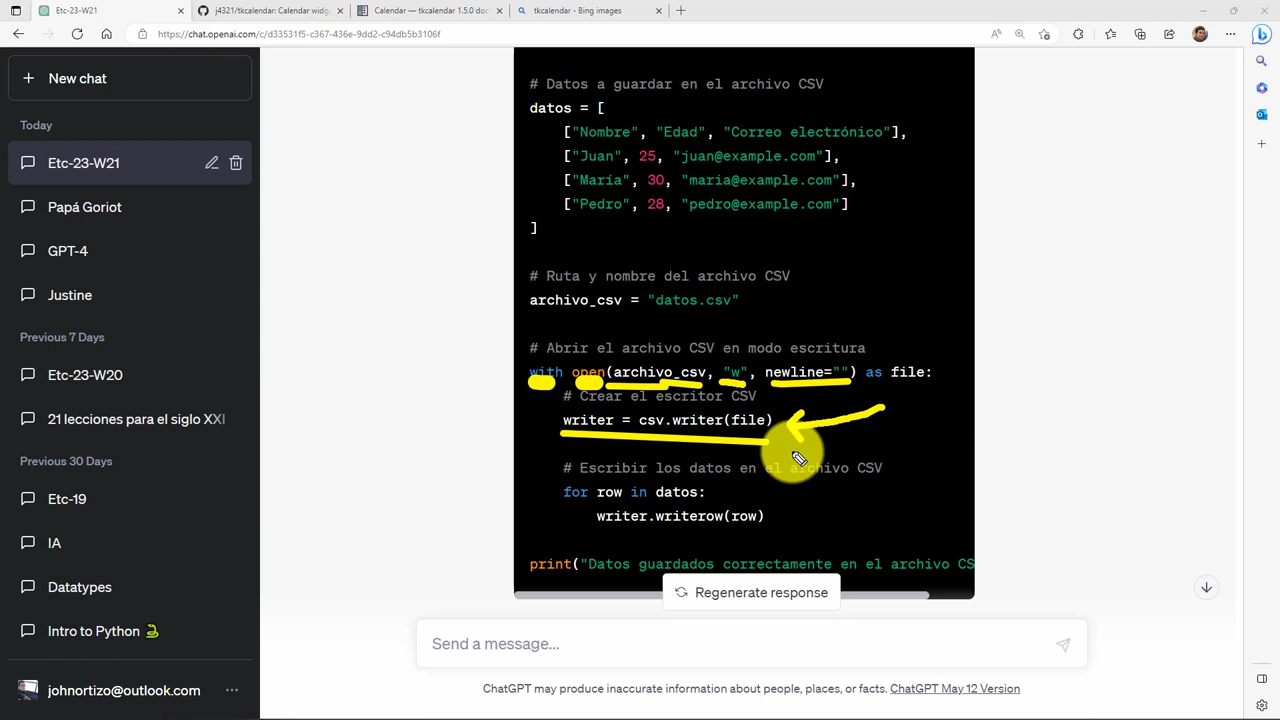 Etc-23-W21
j4321/tkcalendar: Calendar widg
Calendar — tkcalendar 1.5.0 doc
tkcalendar - Bing images
https://chat.openai.com/c/d33531f5-c367-436e-9dd2-c94db5b3106f
New chat
Today
Etc-23-W21
Papá Goriot
GPT-4
Justine
Previous 7 Days
Etc-23-W20
21 lecciones para el siglo XXI
Previous 30 Days
Etc-19
IA
Datatypes
Intro to Python 🐍
johnortizo@outlook.com
# Datos a guardar en el archivo CSV
datos = [
["Nombre", "Edad", "Correo electrónico"],
["Juan", 25, "juan@example.com"],
["María", 30, "maria@example.com"],
["Pedro", 28, "pedro@example.com"]
]
# Ruta y nombre del archivo CSV
archivo_csv = "datos.csv"
# Abrir el archivo CSV en modo escritura
with open(archivo_csv, "w", newline="") as file:
# Crear el escritor CSV
writer = csv.writer(file)
# Escribir los datos en el archivo CSV
for row in datos:
writer.writerow(row)
print("Datos guardados correctamente en el archivo CS
Regenerate response
Send a message...
ChatGPT may produce inaccurate information about people, places, or facts. ChatGPT May 12 Version